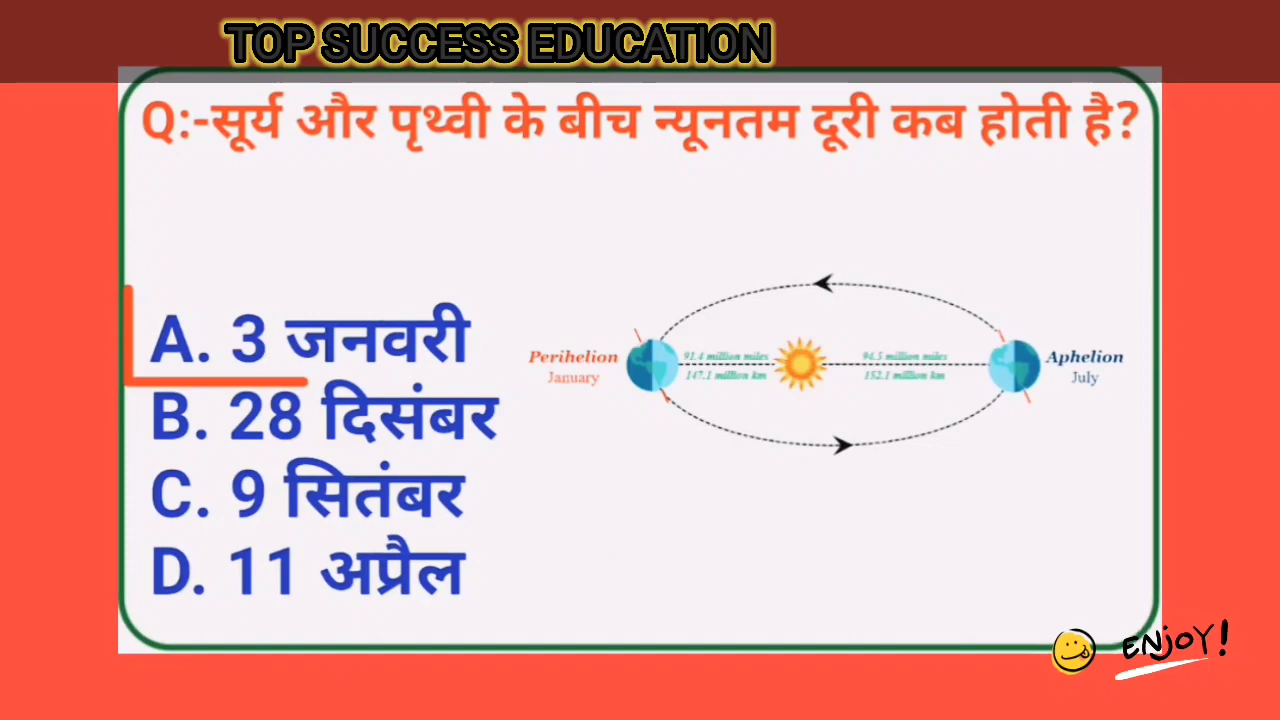 TOP SUCCESS EDUCATION
Q:-सूर्य और पृथ्वी के बीच न्यूनतम दूरी कब होती है?
A. 3 जनवरी
B. 28 दिसंबर
C. 9 सितंबर
D. 11 अप्रैल
Perihelion
January
91.4 million miles
147.1 million km
94.5 million miles
152.1 million km
Aphelion
July
ENJOY!